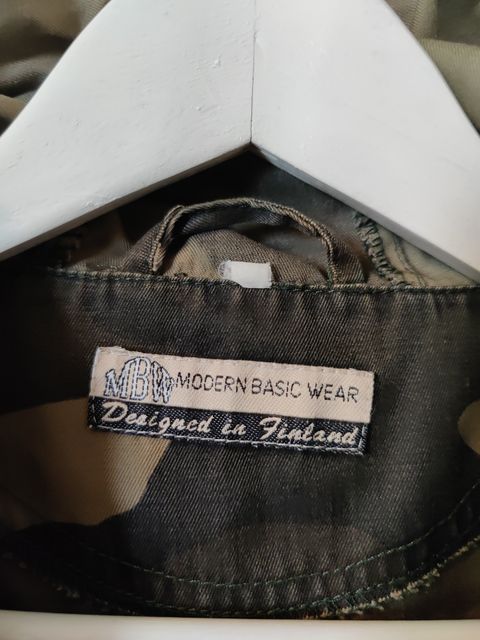 MBW MODERN BASIC WEAR
Designed in Finland